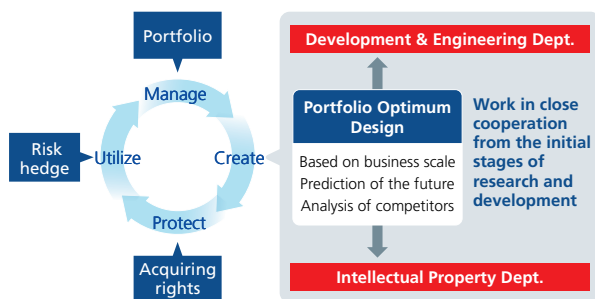 Portfolio
Manage
Risk
hedge
Utilize
Create
Protect
Acquiring
rights
Development & Engineering Dept.
Portfolio Optimum
Design
Based on business scale
Prediction of the future
Analysis of competitors
Work in close
cooperation
from the initial
stages of
research and
development
Intellectual Property Dept.